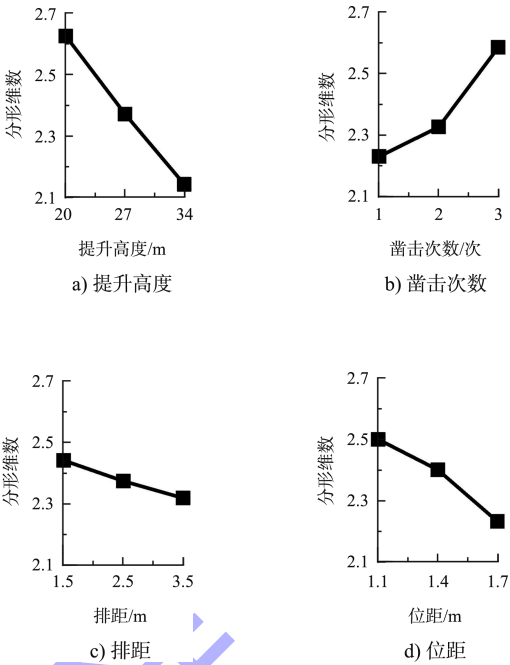 2.7
2.5
2.3
2.1
分形维数
20 27 34
提升高度/m
a) 提升高度
2.7
2.5
2.3
2.1
分形维数
1 2 3
凿击次数/次
b) 凿击次数
2.7
2.5
2.3
2.1
分形维数
1.5 2.5 3.5
排距/m
c) 排距
2.7
2.5
2.3
2.1
分形维数
1.1 1.4 1.7
位距/m
d) 位距